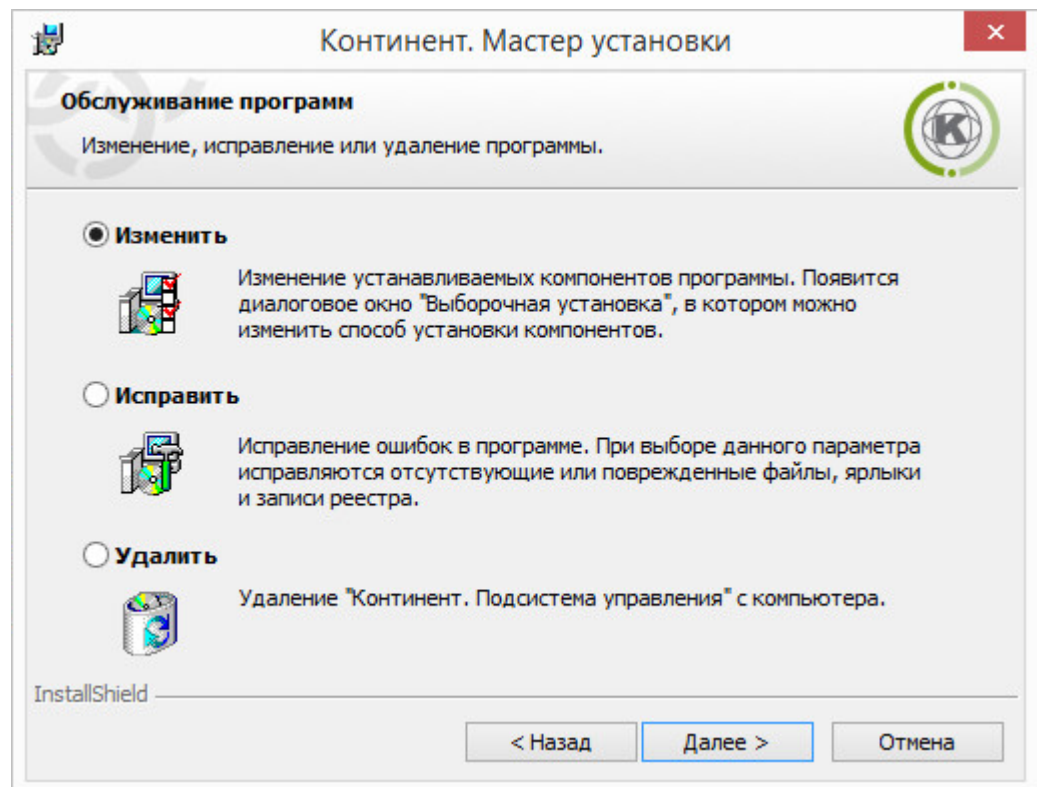 Континент. Мастер установки
Обслуживание программ
Изменение, исправление или удаление программы.
K
Изменить
Изменение устанавливаемых компонентов программы. Появится
диалоговое окно "Выборочная установка", в котором можно
изменить способ установки компонентов.
Исправить
Исправление ошибок в программе. При выборе данного параметра
исправляются отсутствующие или поврежденные файлы, ярлыки
и записи реестра.
Удалить
Удаление "Континент. Подсистема управления" с компьютера.
InstallShield
< Назад
Далее >
Отмена